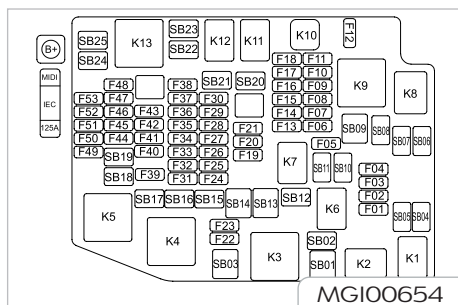 SB23 K12 K11 K10 F12
SB25 K13 SB22
B+ SB24 F18 F11
MIDI F48 F38 SB21 SB20 F17 F10 K9 K8
F53 F47 F37 F30 F16 F09
IEC F52 F46 F43 F36 F29 F15 F08
125A F51 F45 F42 F35 F28 F21 F14 F07 SB09 SB08
F50 F44 F41 F34 F27 F20 F13 F06 SB07 SB06
F49 SB19 F40 F33 F26 F19 F05
F32 F25 K7 SB11 SB10 F04
SB18 F39 F31 F24 F03
SB17 SB16 SB15 SB14 SB13 SB12 F02
K5 K6 F01 SB05 SB04
K4 F23
F22 SB02
SB03 K3 SB01 K2 K1
MGI00654